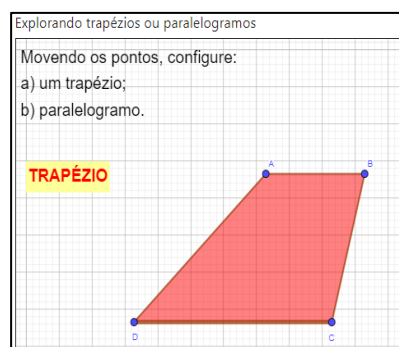 Explorando trapézios ou paralelogramos
Movendo os pontos, configure:
a) um trapézio;
b) paralelogramo.
TRAPÉZIO
A
B
D
C